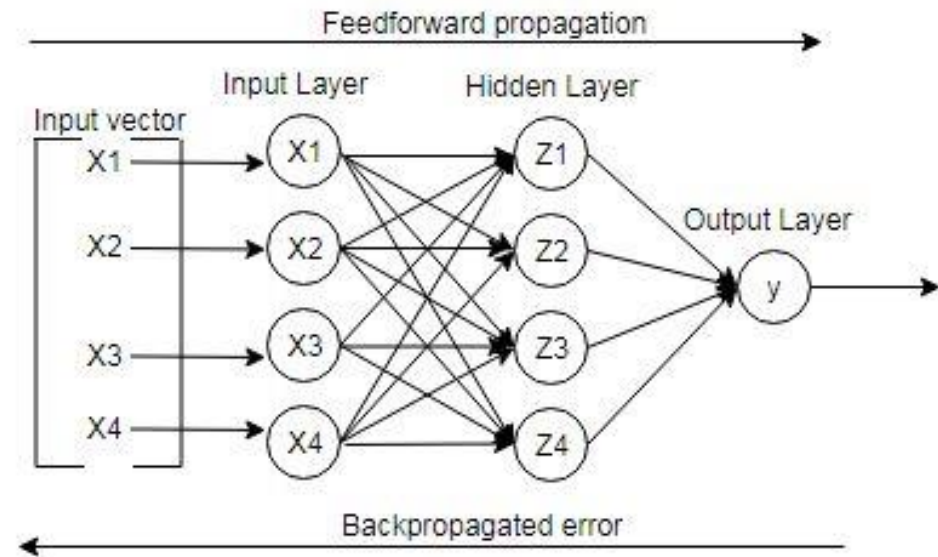 Feedforward propagation
Input Layer
Hidden Layer
Input vector
X1
X1
Z1
X2
X2
Z2
Output Layer
y
X3
X3
Z3
X4
X4
Z4
Backpropagated error